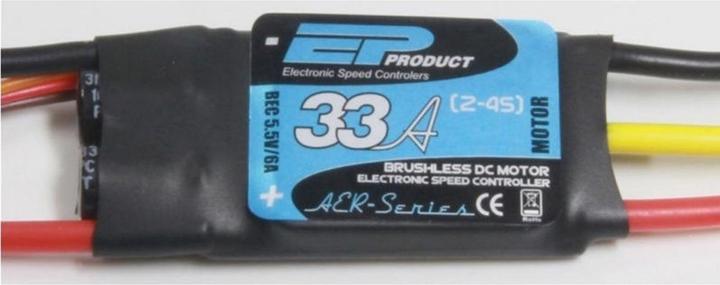 -
EP PRODUCT
Electronic Speed Controlers
BEC 5.5V/6A
33A
(2-4S)
MOTOR
BRUSHLESS DC MOTOR
ELECTRONIC SPEED CONTROLLER
+
AER-Series CE